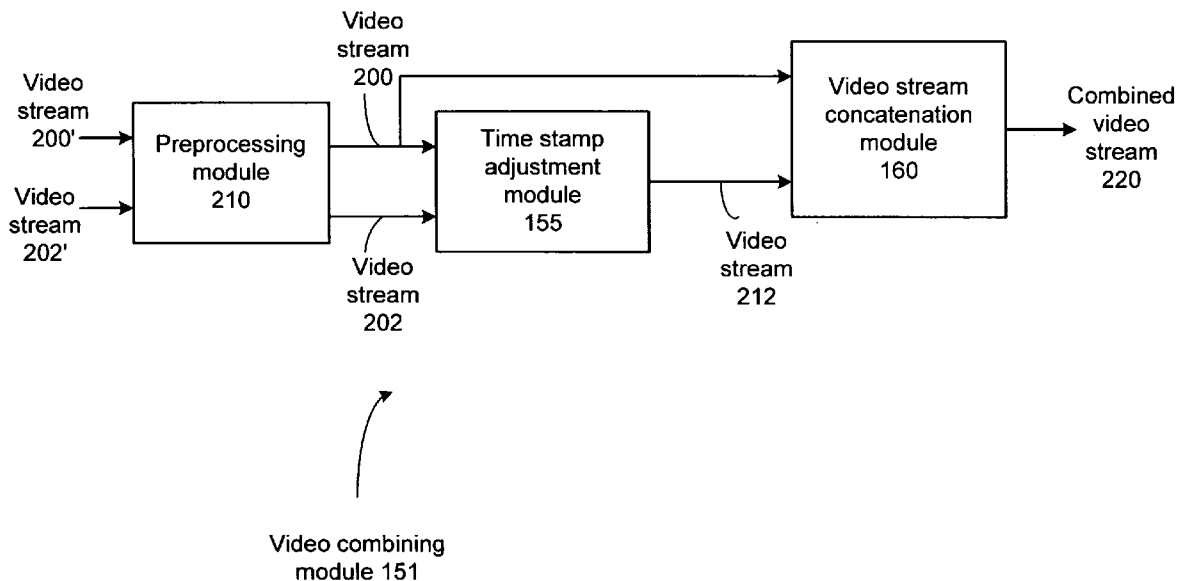 Video
stream
200'
Video
stream
202'
Preprocessing
module
210
Video
stream
200
Video
stream
202
Time stamp
adjustment
module
155
Video
stream
212
Video stream
concatenation
module
160
Combined
video
stream
220
Video combining
module 151